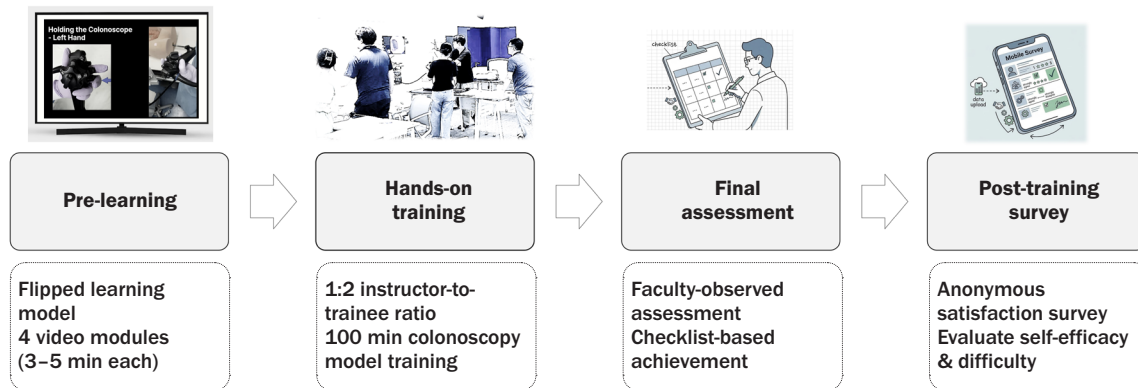 Holding the Colonoscope
- Left Hand
checklist
Mobile Survey
data
upload
Pre-learning
Hands-on
training
Final
assessment
Post-training
survey
Flipped learning
model
4 video modules
(3–5 min each)
1:2 instructor-to-
trainee ratio
100 min colonoscopy
model training
Faculty-observed
assessment
Checklist-based
achievement
Anonymous
satisfaction survey
Evaluate self-efficacy
& difficulty